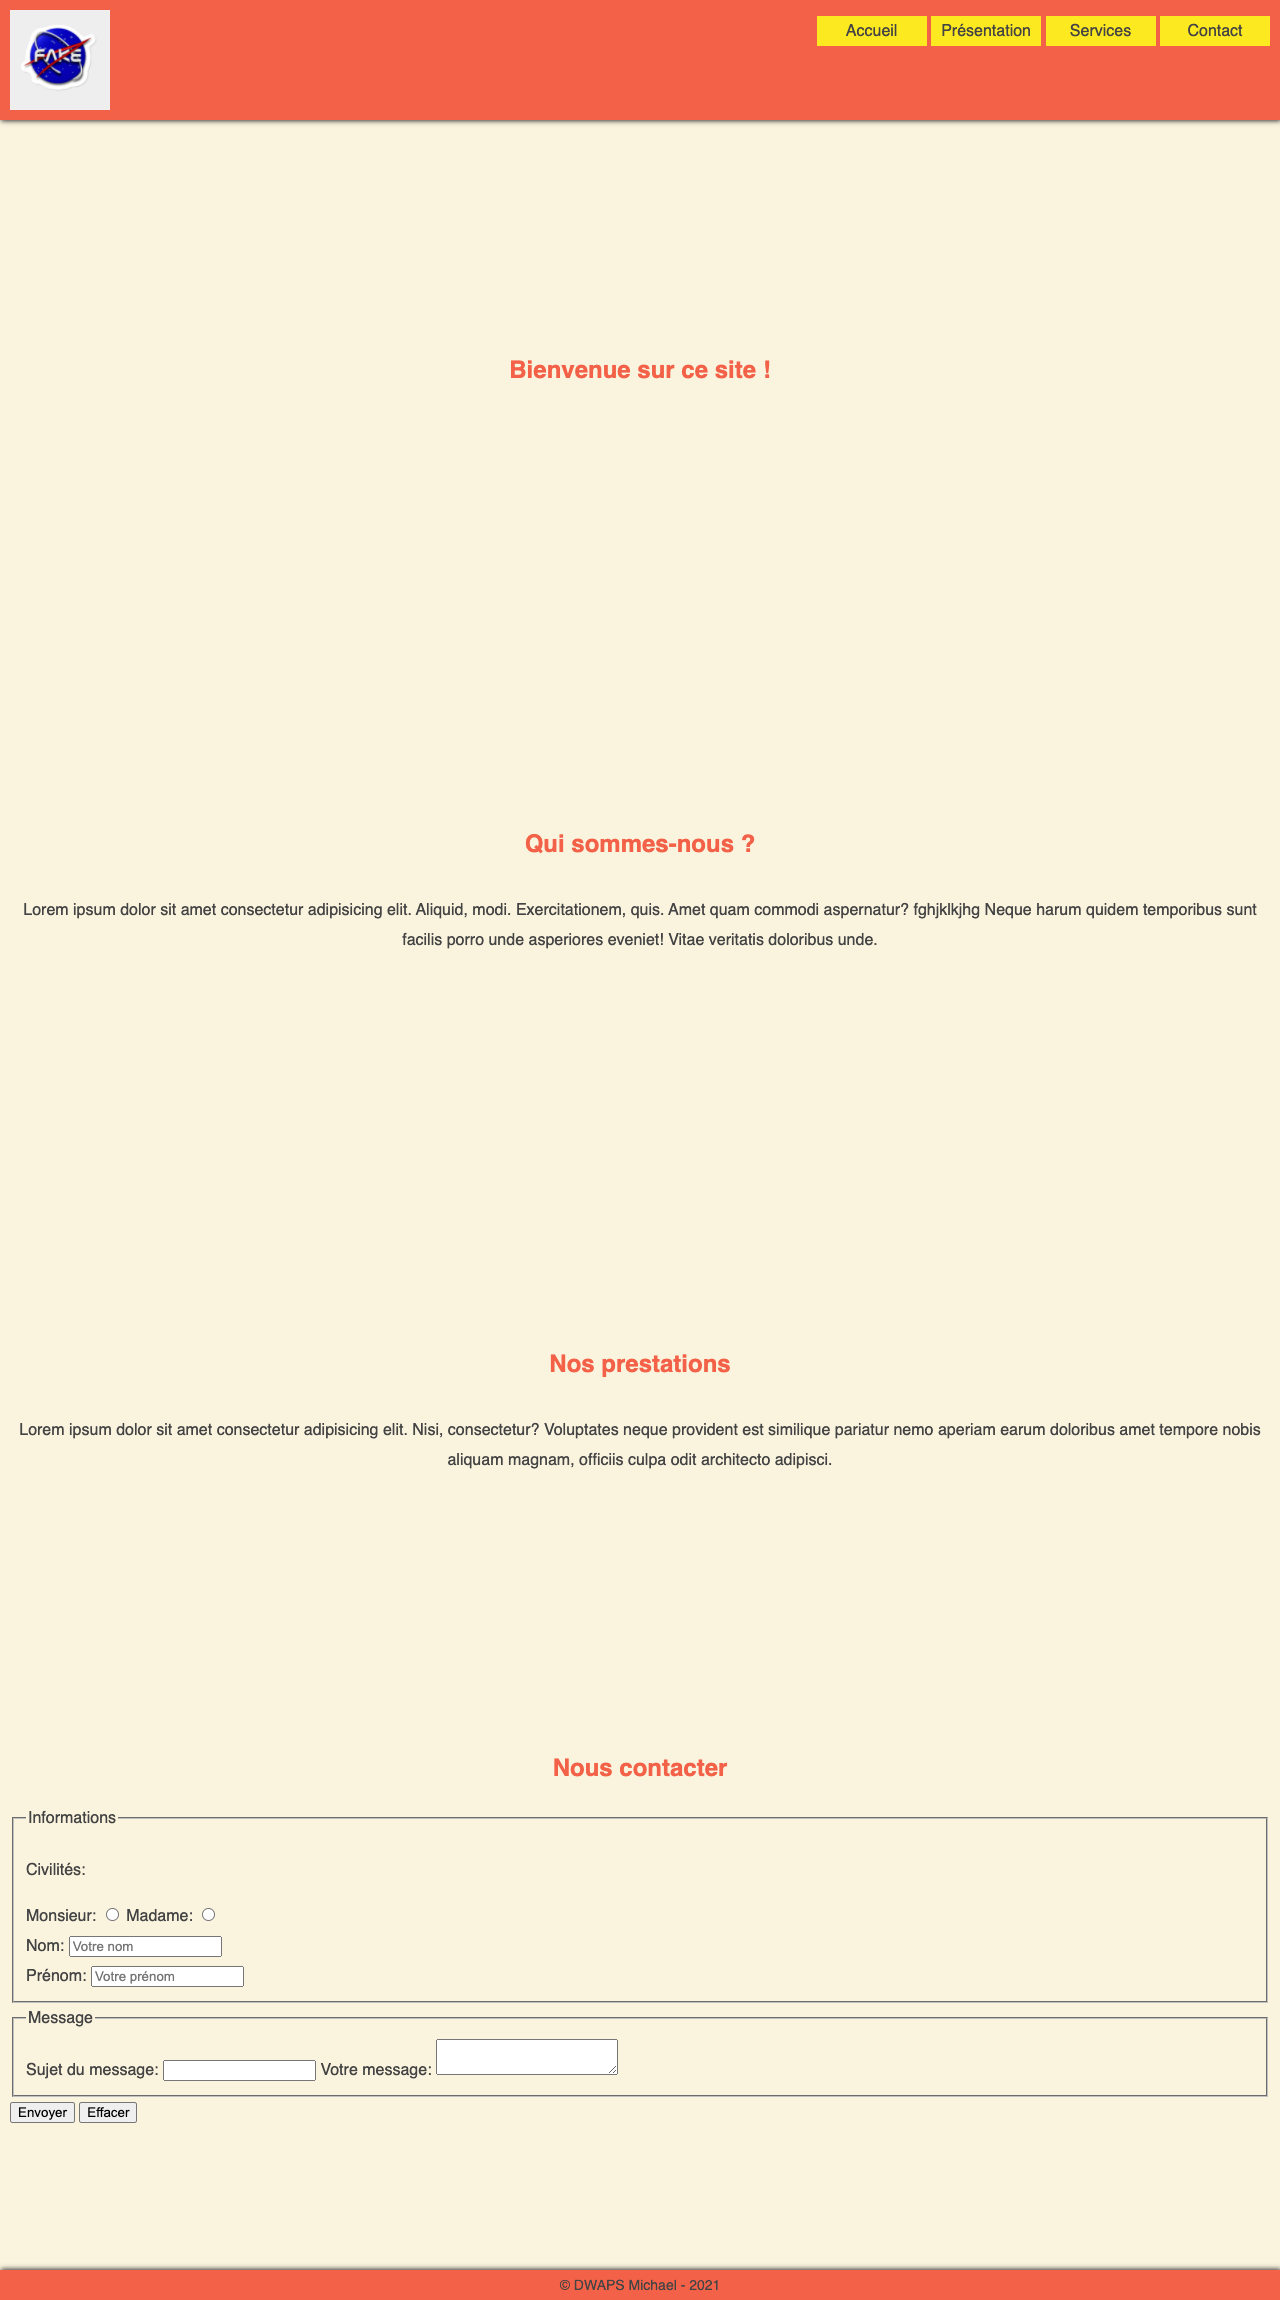 FAKE
Accueil Présentation Services Contact
Bienvenue sur ce site !
Qui sommes-nous ?
Lorem ipsum dolor sit amet consectetur adipisicing elit. Aliquid, modi. Exercitationem, quis. Amet quam commodi aspernatur? fghjklkjhg Neque harum quidem temporibus sunt
facilis porro unde asperiores eveniet! Vitae veritatis doloribus unde.
Nos prestations
Lorem ipsum dolor sit amet consectetur adipisicing elit. Nisi, consectetur? Voluptates neque provident est similique pariatur nemo aperiam earum doloribus amet tempore nobis
aliquam magnam, officiis culpa odit architecto adipisci.
Nous contacter
Informations
Civilités:
Monsieur: Madame:
Nom: Votre nom
Prénom: Votre prénom
Message
Sujet du message: Votre message:
Envoyer Effacer
© DWAPS Michael - 2021